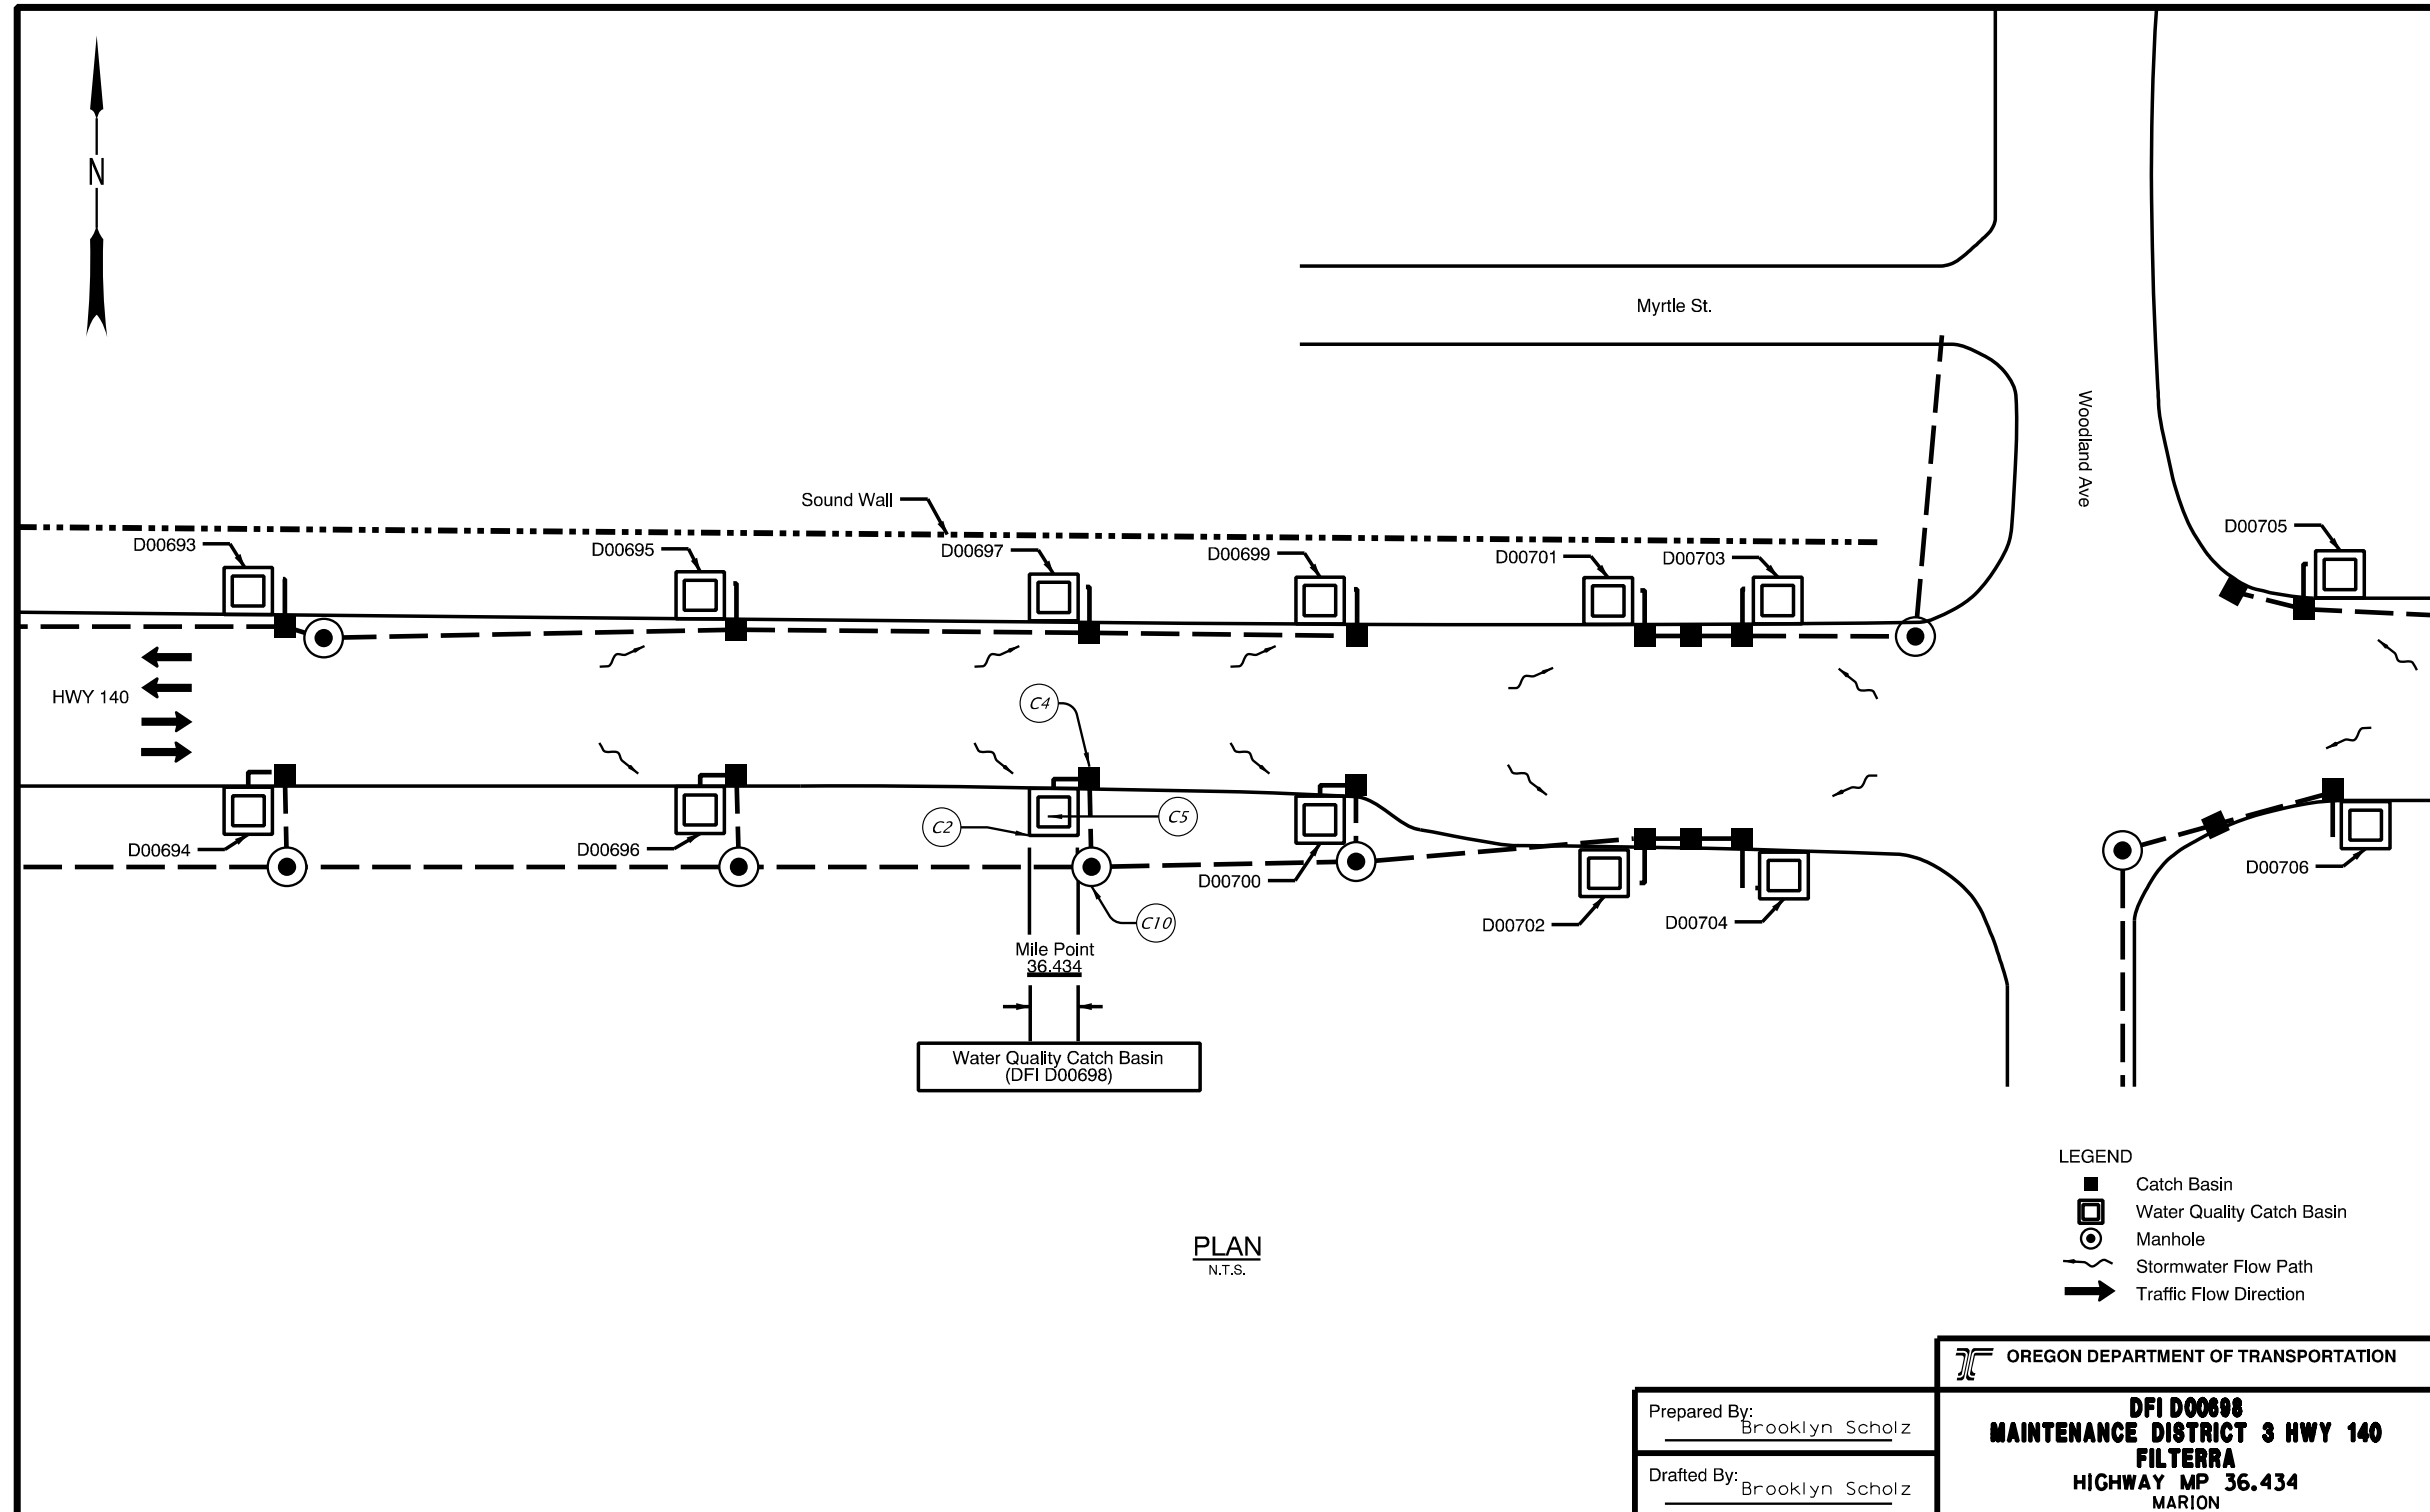 N
Myrtle St.
Woodland Ave
Sound Wall
D00693
D00695
D00697
D00699
D00701
D00703
D00705
HWY 140
C4
C2
C5
C10
D00694
D00696
D00700
D00702
D00704
D00706
Mile Point
36.434
Water Quality Catch Basin
(DFI D00698)
PLAN
N.T.S.
LEGEND
Catch Basin
Water Quality Catch Basin
Manhole
Stormwater Flow Path
Traffic Flow Direction
OREGON DEPARTMENT OF TRANSPORTATION
Prepared By: Brooklyn Scholz
Drafted By: Brooklyn Scholz
DFI D00698
MAINTENANCE DISTRICT 3 HWY 140
FILTERRA
HIGHWAY MP 36.434
MARION